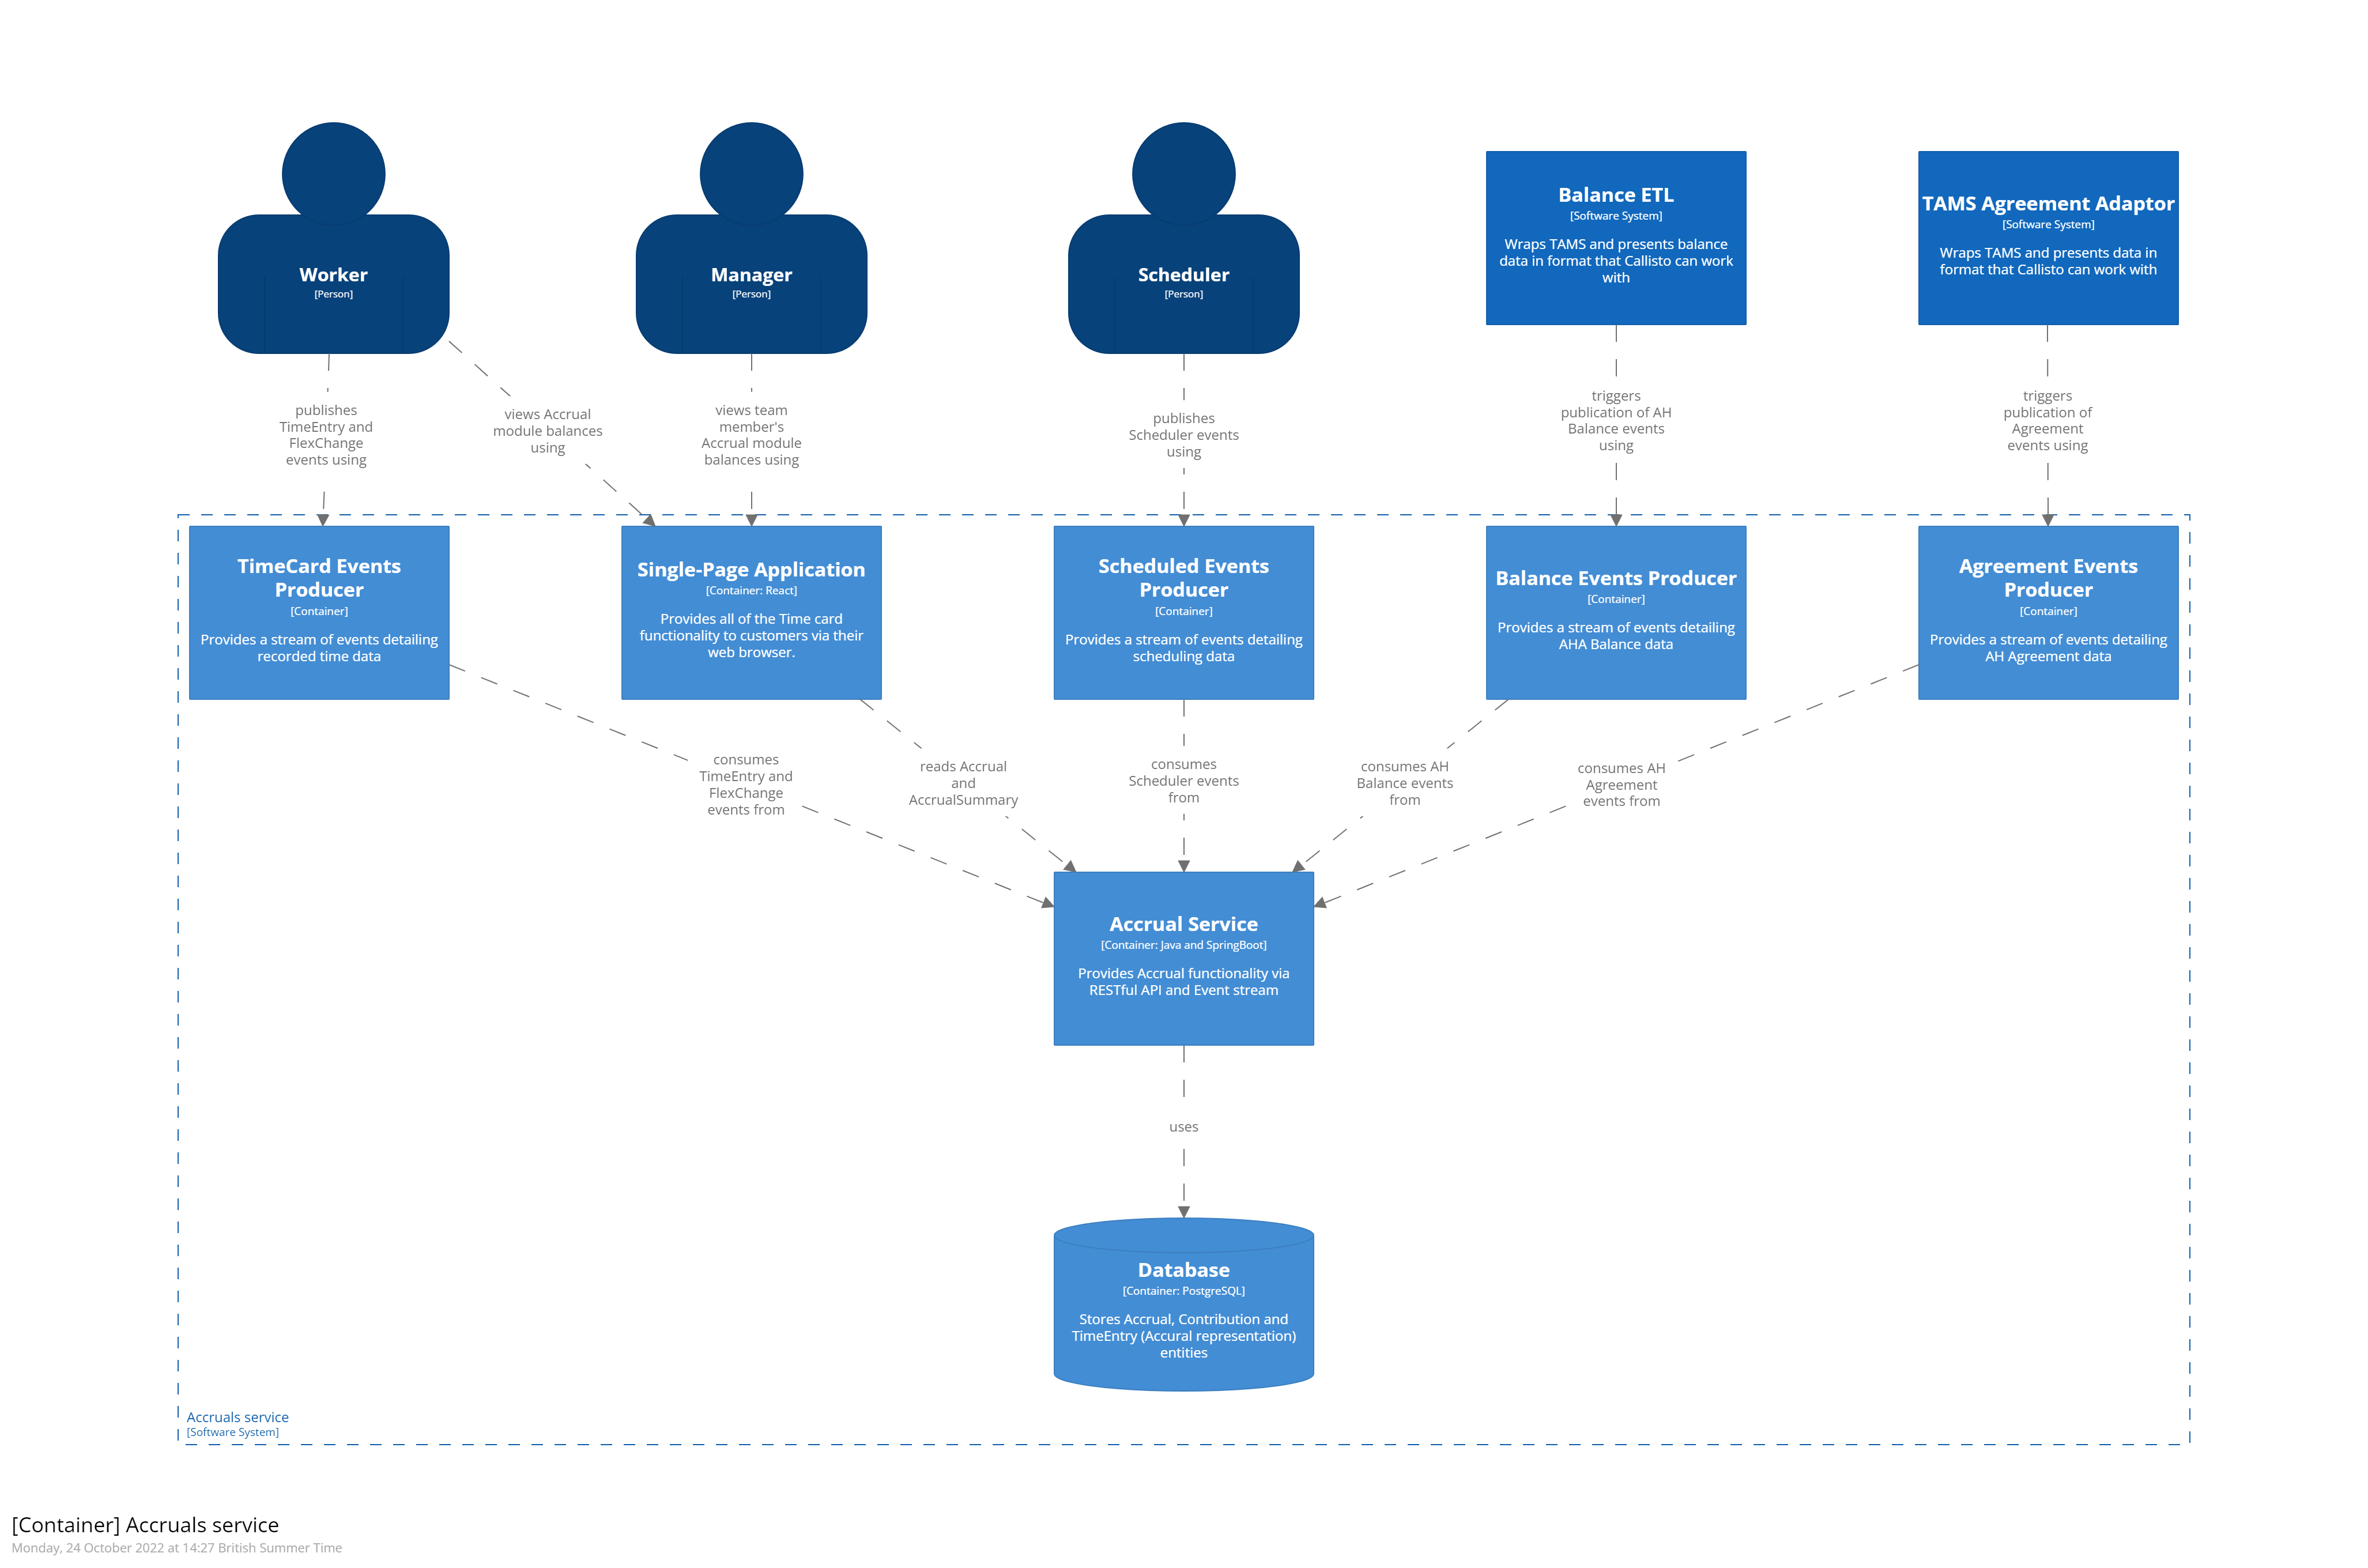 Worker
[Person]
Manager
[Person]
Scheduler
[Person]
Balance ETL
[Software System]
Wraps TAMS and presents balance
data in format that Callisto can work
with
TAMS Agreement Adaptor
[Software System]
Wraps TAMS and presents data in
format that Callisto can work with
publishes
TimeEntry and
FlexChange
events using
views Accrual
module balances
using
views team
member's
Accrual module
balances using
publishes
Scheduler events
using
triggers
publication of AH
Balance events
using
triggers
publication of
Agreement
events using
TimeCard Events
Producer
[Container]
Provides a stream of events detailing
recorded time data
Single-Page Application
[Container: React]
Provides all of the Time card
functionality to customers via their
web browser.
Scheduled Events
Producer
[Container]
Provides a stream of events detailing
scheduling data
Balance Events Producer
[Container]
Provides a stream of events detailing
AHA Balance data
Agreement Events
Producer
[Container]
Provides a stream of events detailing
AH Agreement data
consumes
TimeEntry and
FlexChange
events from
reads Accrual
and
AccrualSummary
consumes
Scheduler events
from
consumes AH
Balance events
from
consumes AH
Agreement
events from
Accrual Service
[Container: Java and SpringBoot]
Provides Accrual functionality via
RESTful API and Event stream
uses
Database
[Container: PostgreSQL]
Stores Accrual, Contribution and
TimeEntry (Accural representation)
entities
Accruals service
[Software System]
[Container] Accruals service
Monday, 24 October 2022 at 14:27 British Summer Time